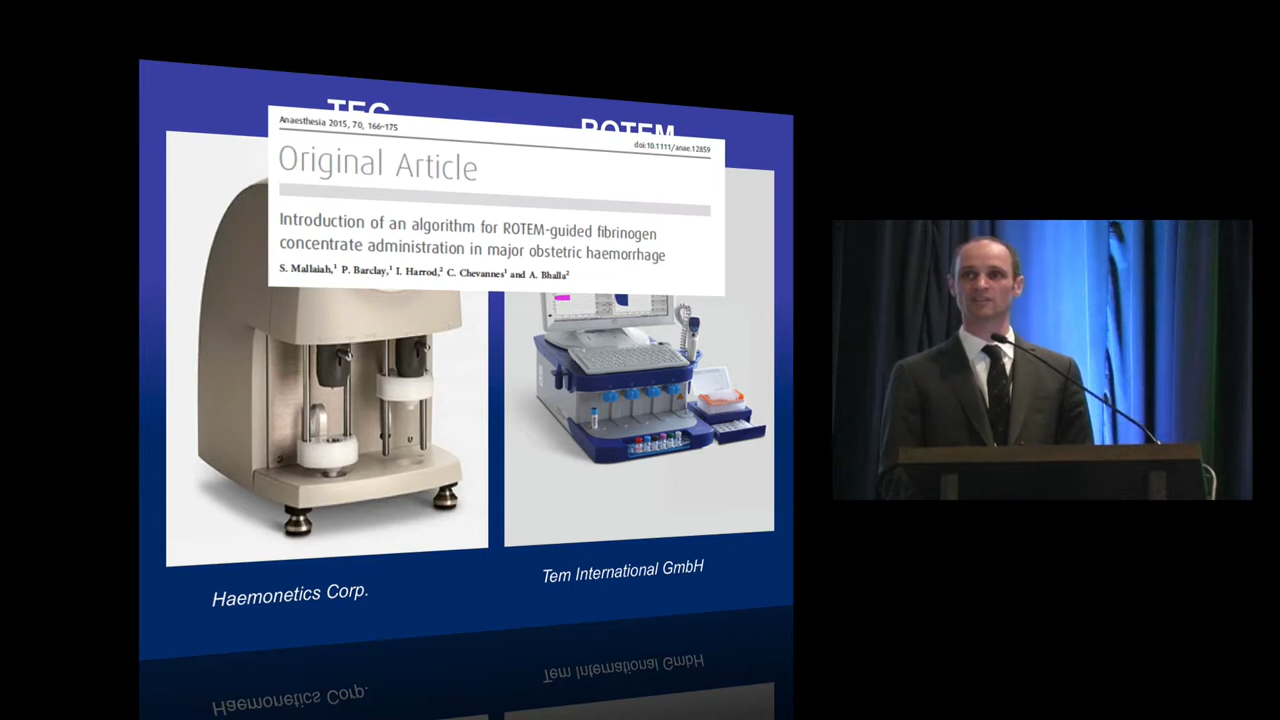 TEG
ROTEM
Anaesthesia 2015, 70, 166–175
doi:10.1111/anae.12859
Original Article
Introduction of an algorithm for ROTEM-guided fibrinogen
concentrate administration in major obstetric haemorrhage
S. Mallaiah,¹ P. Barclay,¹ I. Harrod,² C. Chevannes¹ and A. Bhalla²
Haemonetics Corp.
Tem International GmbH